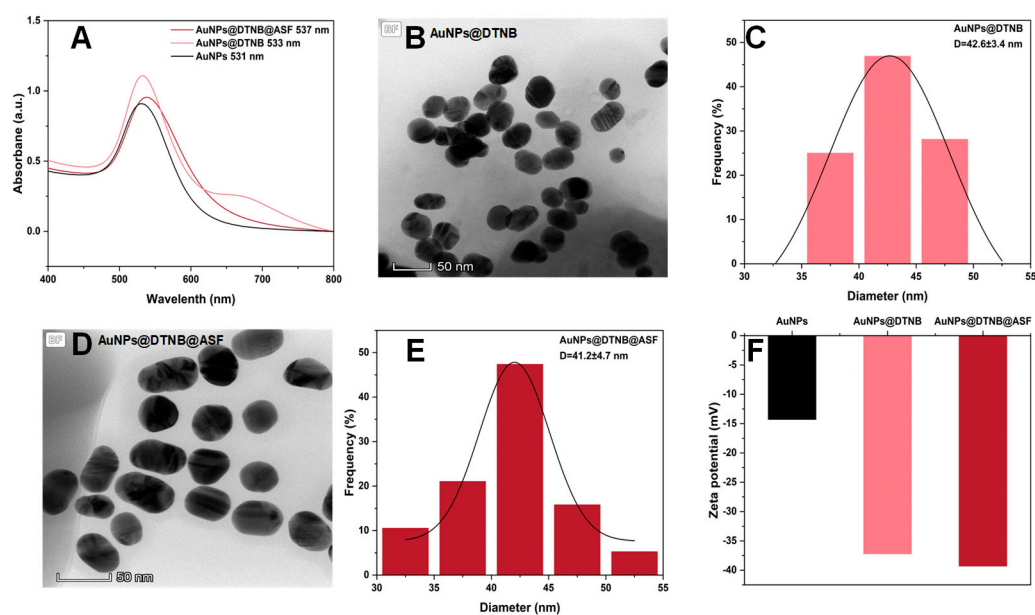 A
AuNPs@DTNB@ASF 537 nm
AuNPs@DTNB 533 nm
AuNPs 531 nm
1.5
1.0
0.5
0.0
Absorbane (a.u.)
400 500 600 700 800
Wavelenth (nm)
BF
B AuNPs@DTNB
50 nm
C
AuNPs@DTNB
D=42.6±3.4 nm
50
40
30
20
10
0
Frequency (%)
30 35 40 45 50 55
Diameter (nm)
BF
D AuNPs@DTNB@ASF
50 nm
E
AuNPs@DTNB@ASF
D=41.2±4.7 nm
50
40
30
20
10
0
Frequency (%)
30 35 40 45 50 55
Diameter (nm)
AuNPs AuNPs@DTNB AuNPs@DTNB@ASF
F
0
-5
-10
-15
-20
-25
-30
-35
-40
Zeta potential (mV)